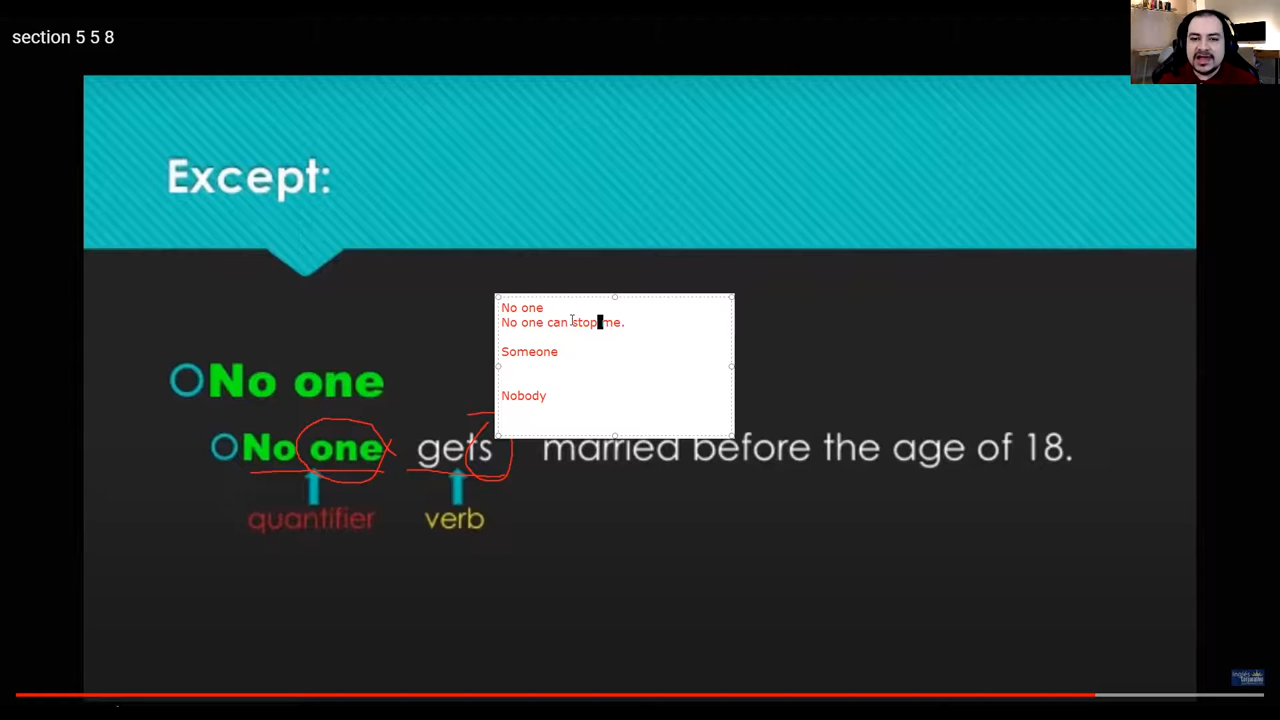 section 5 5 8
Except:
No one
No one can stop me.
Someone
Nobody
No one
No one gets married before the age of 18.
quantifier verb